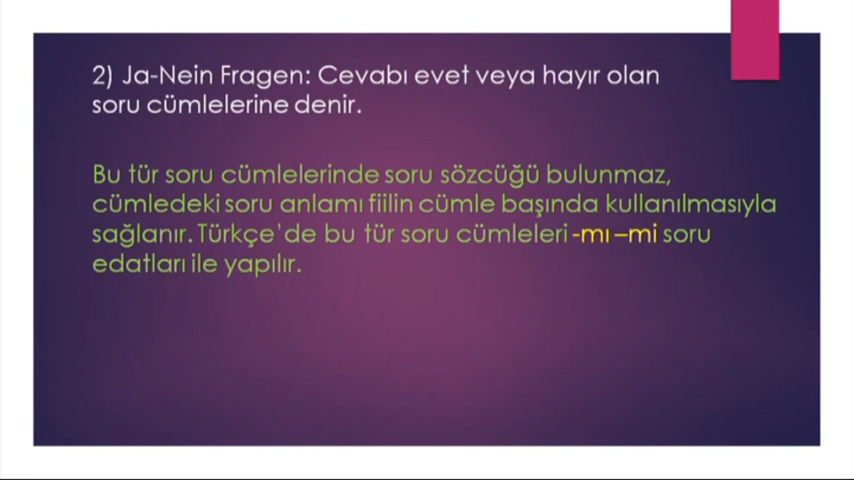 2) Ja-Nein Fragen: Cevabı evet veya hayır olan
soru cümlelerine denir.
Bu tür soru cümlelerinde soru sözcüğü bulunmaz,
cümledeki soru anlamı fiilin cümle başında kullanılmasıyla
sağlanır. Türkçe'de bu tür soru cümleleri -mı –mi soru
edatları ile yapılır.